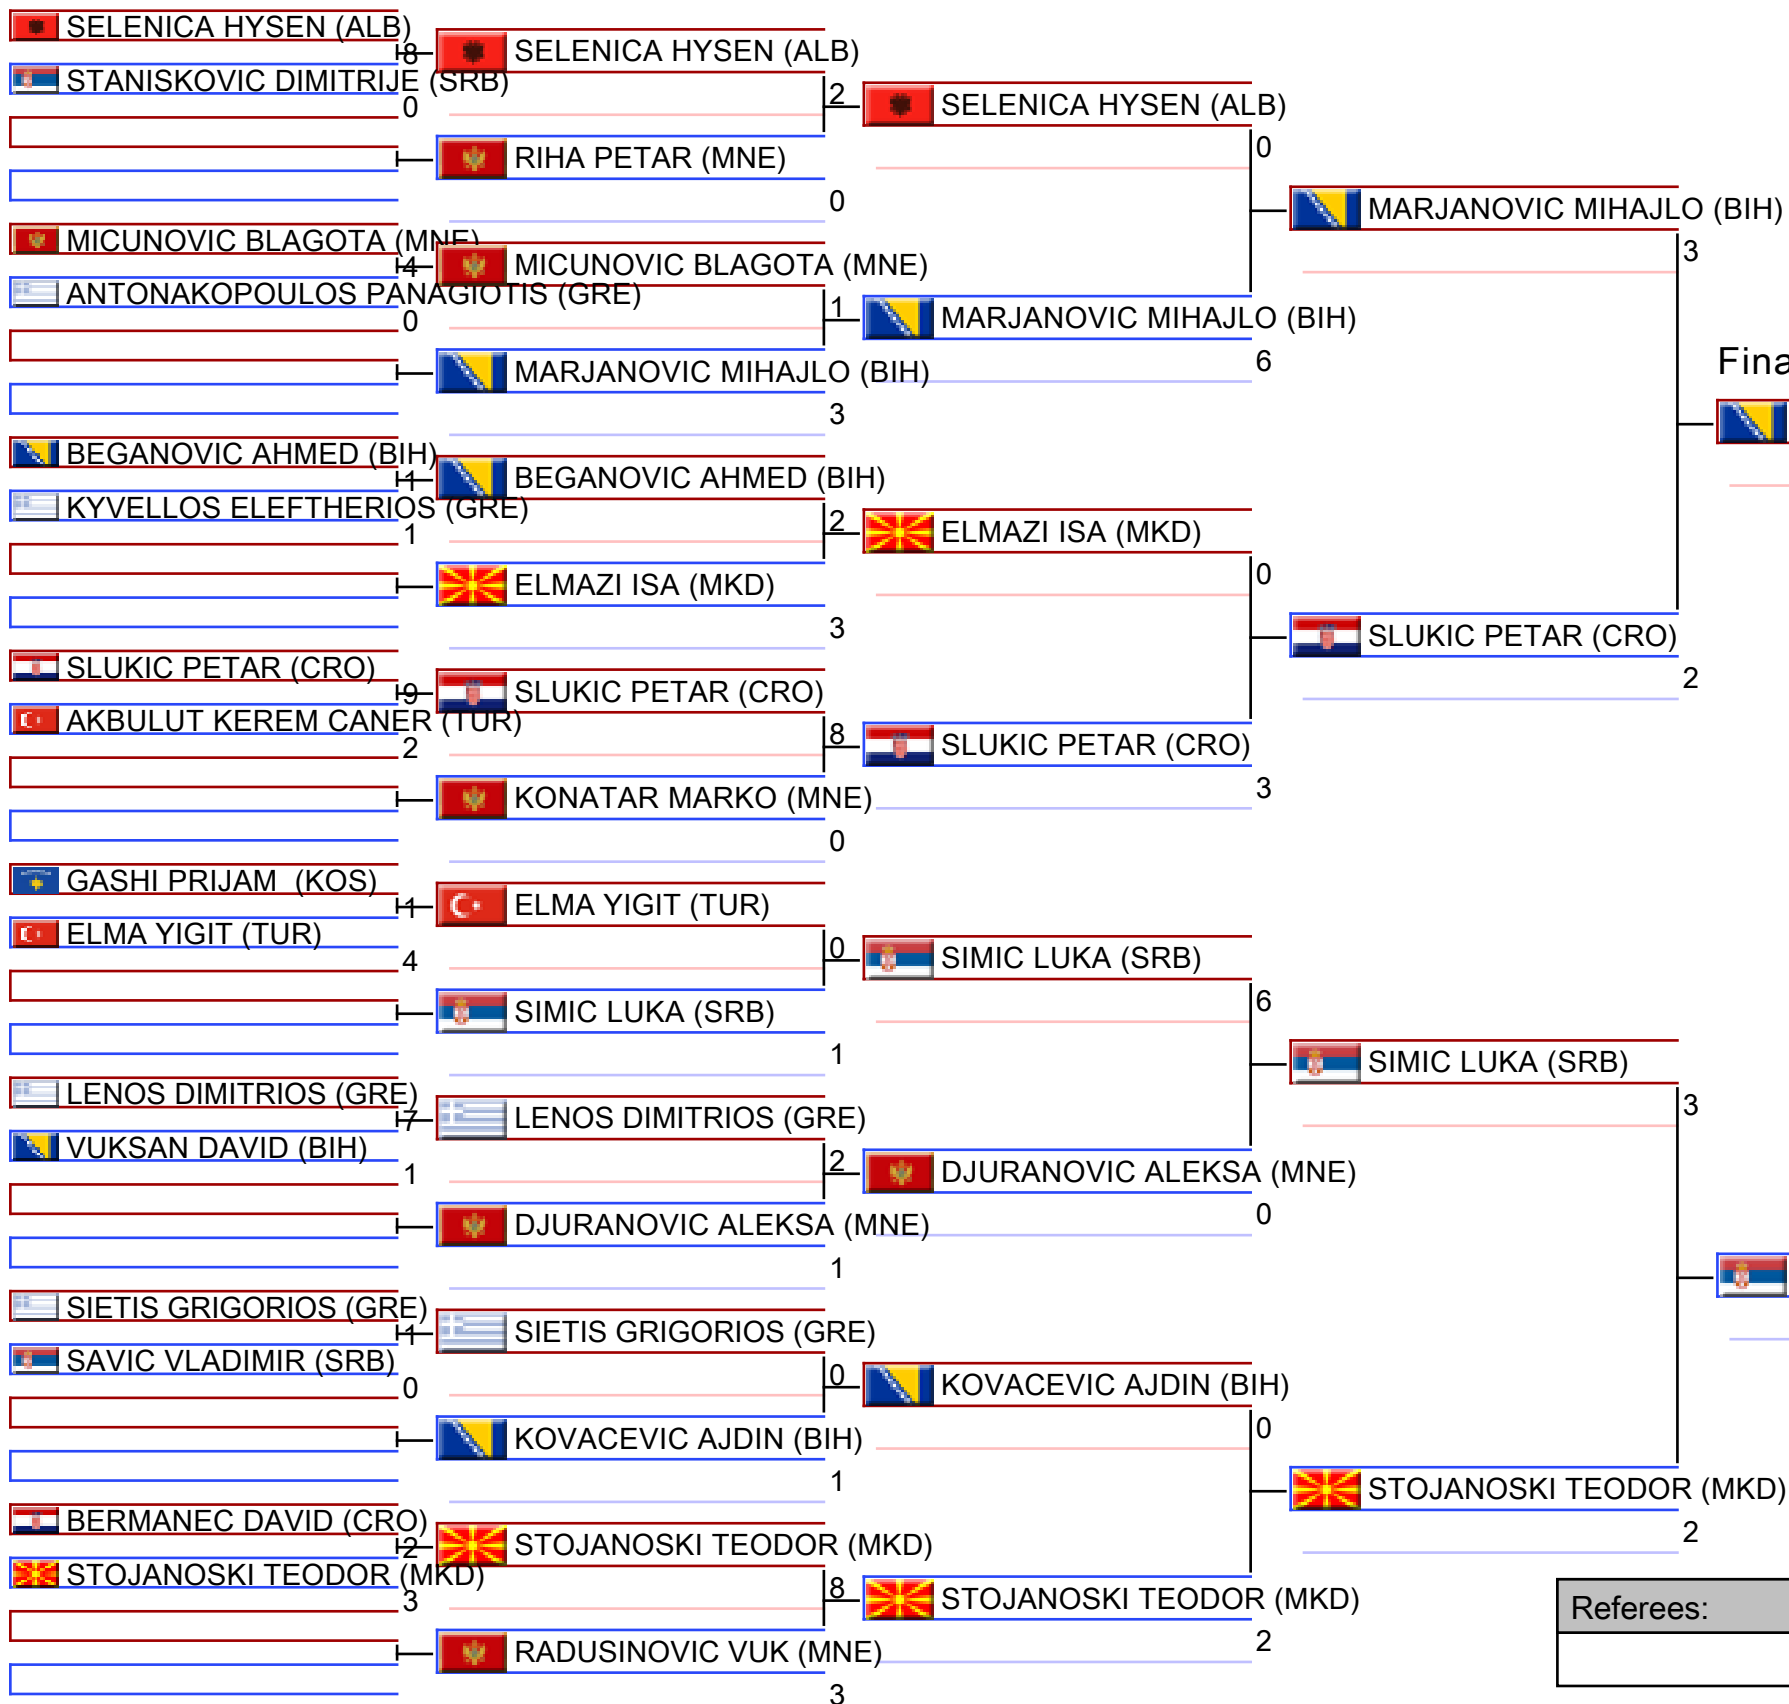 SELENICA HYSEN (ALB)
8
STANISKOVIC DIMITRIJE (SRB)
0
MICUNOVIC BLAGOTA (MNE)
4
ANTONAKOPOULOS PANAGIOTIS (GRE)
0
BEGANOVIC AHMED (BIH)
1
KYVELLOS ELEFTHERIOS (GRE)
1
SLUKIC PETAR (CRO)
9
AKBULUT KEREM CANER (TUR)
2
GASHI PRIJAM (KOS)
1
ELMA YIGIT (TUR)
4
LENOS DIMITRIOS (GRE)
7
VUKSAN DAVID (BIH)
1
SIETIS GRIGORIOS (GRE)
1
SAVIC VLADIMIR (SRB)
0
BERMANEC DAVID (CRO)
2
STOJANOSKI TEODOR (MKD)
3
SELENICA HYSEN (ALB)
2
RIHA PETAR (MNE)
0
MICUNOVIC BLAGOTA (MNE)
1
MARJANOVIC MIHAJLO (BIH)
3
BEGANOVIC AHMED (BIH)
2
ELMAZI ISA (MKD)
3
SLUKIC PETAR (CRO)
8
KONATAR MARKO (MNE)
0
ELMA YIGIT (TUR)
0
SIMIC LUKA (SRB)
1
LENOS DIMITRIOS (GRE)
2
DJURANOVIC ALEKSA (MNE)
1
SIETIS GRIGORIOS (GRE)
0
KOVACEVIC AJDIN (BIH)
1
STOJANOSKI TEODOR (MKD)
8
RADUSINOVIC VUK (MNE)
3
SELENICA HYSEN (ALB)
0
MARJANOVIC MIHAJLO (BIH)
6
ELMAZI ISA (MKD)
0
SLUKIC PETAR (CRO)
3
SIMIC LUKA (SRB)
6
DJURANOVIC ALEKSA (MNE)
0
KOVACEVIC AJDIN (BIH)
0
STOJANOSKI TEODOR (MKD)
2
MARJANOVIC MIHAJLO (BIH)
3
SLUKIC PETAR (CRO)
2
SIMIC LUKA (SRB)
3
STOJANOSKI TEODOR (MKD)
2
Fina
Referees: